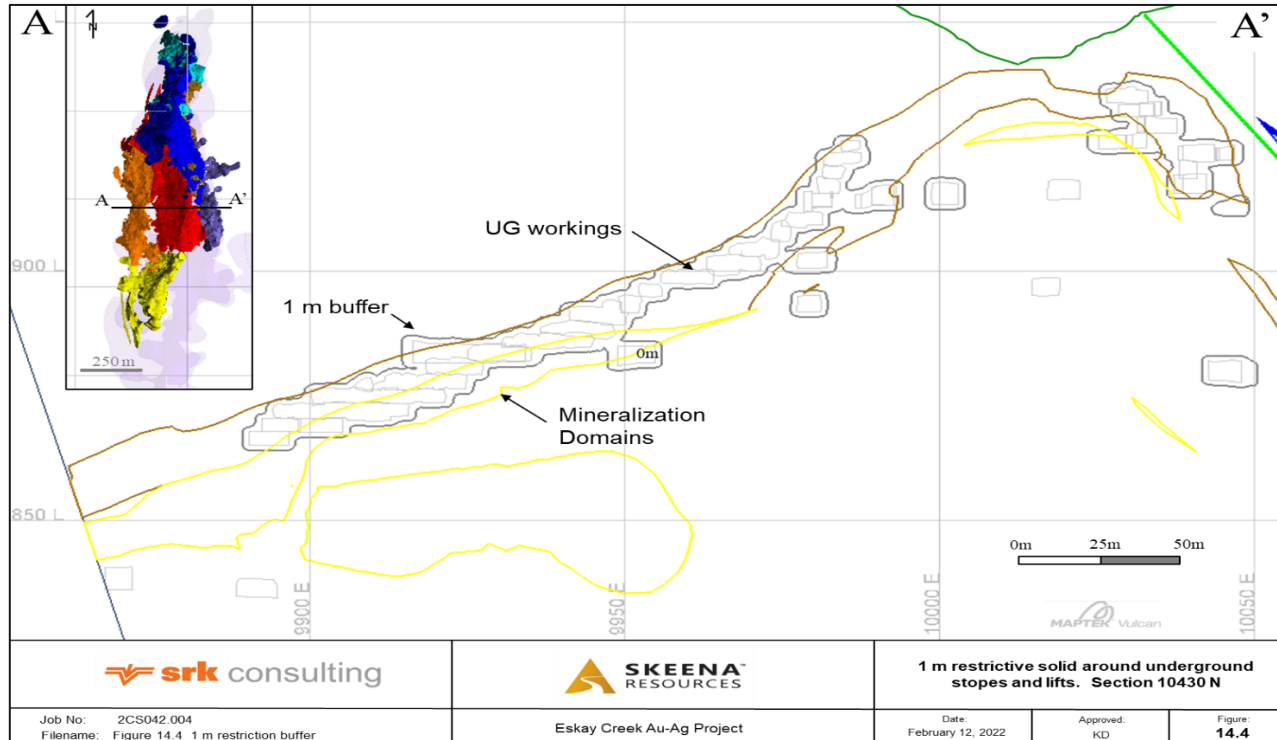 A
A'
N
A
A'
250 m
UG workings
900 L
1 m buffer
0m
Mineralization
Domains
850 L
0m 25m 50m
9900 E
9950 E
10000 E
10050 E
MAPTEK Vulcan
srk consulting
SKEENA™
RESOURCES
1 m restrictive solid around underground
stopes and lifts. Section 10430 N
Job No: 2CS042.004
Filename: Figure 14.4 1 m restriction buffer
Eskay Creek Au-Ag Project
Date:
February 12, 2022
Approved:
KD
Figure:
14.4